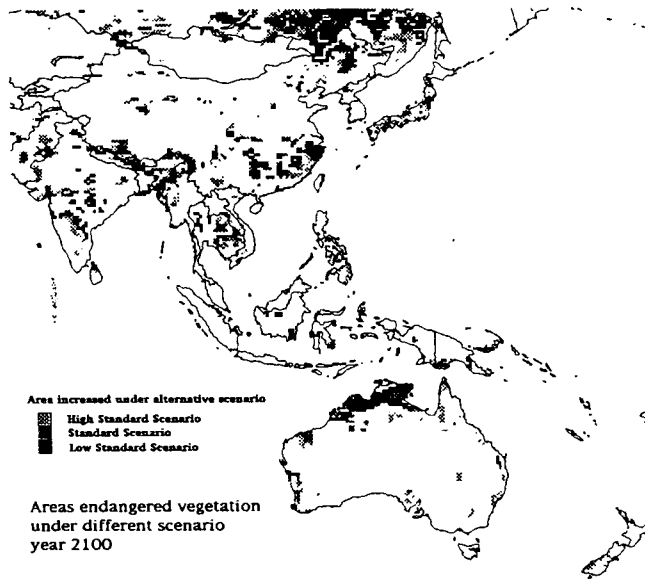 Area increased under alternative scenario
High Standard Scenario
Standard Scenario
Low Standard Scenario
Areas endangered vegetation
under different scenario
year 2100